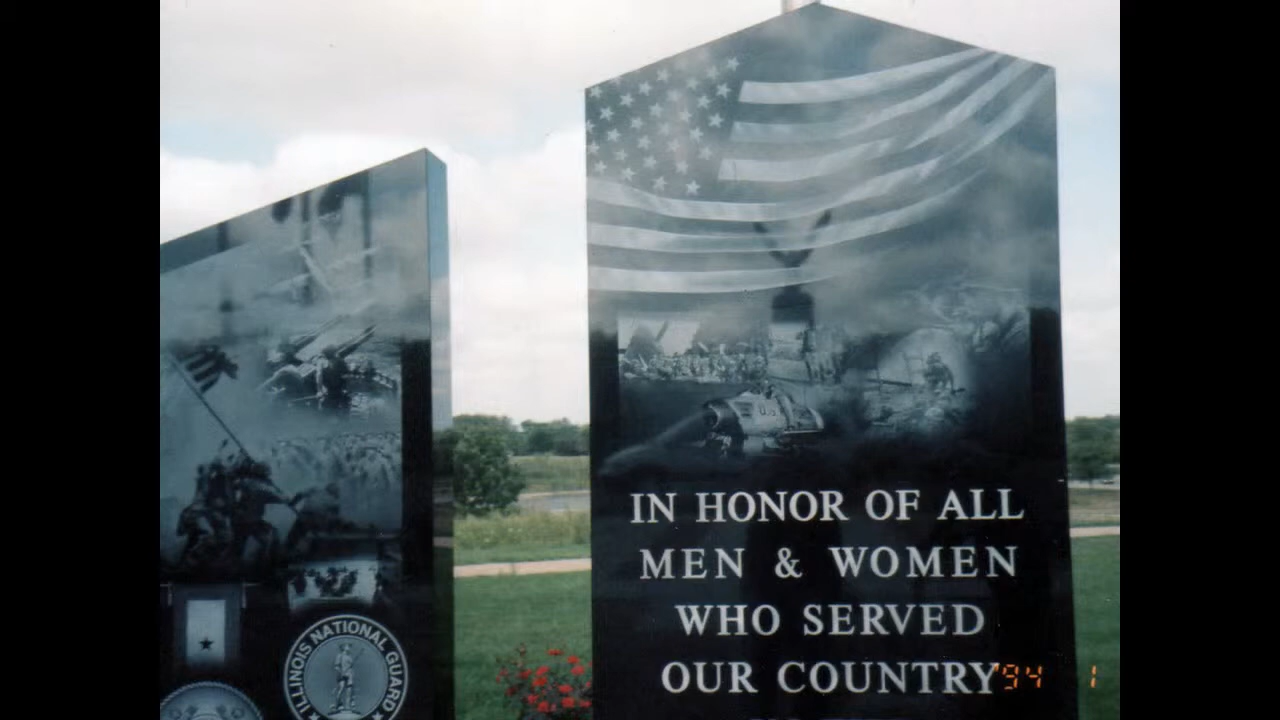 IN HONOR OF ALL
MEN & WOMEN
WHO SERVED
OUR COUNTRY
'94 1
ILLINOIS NATIONAL GUARD